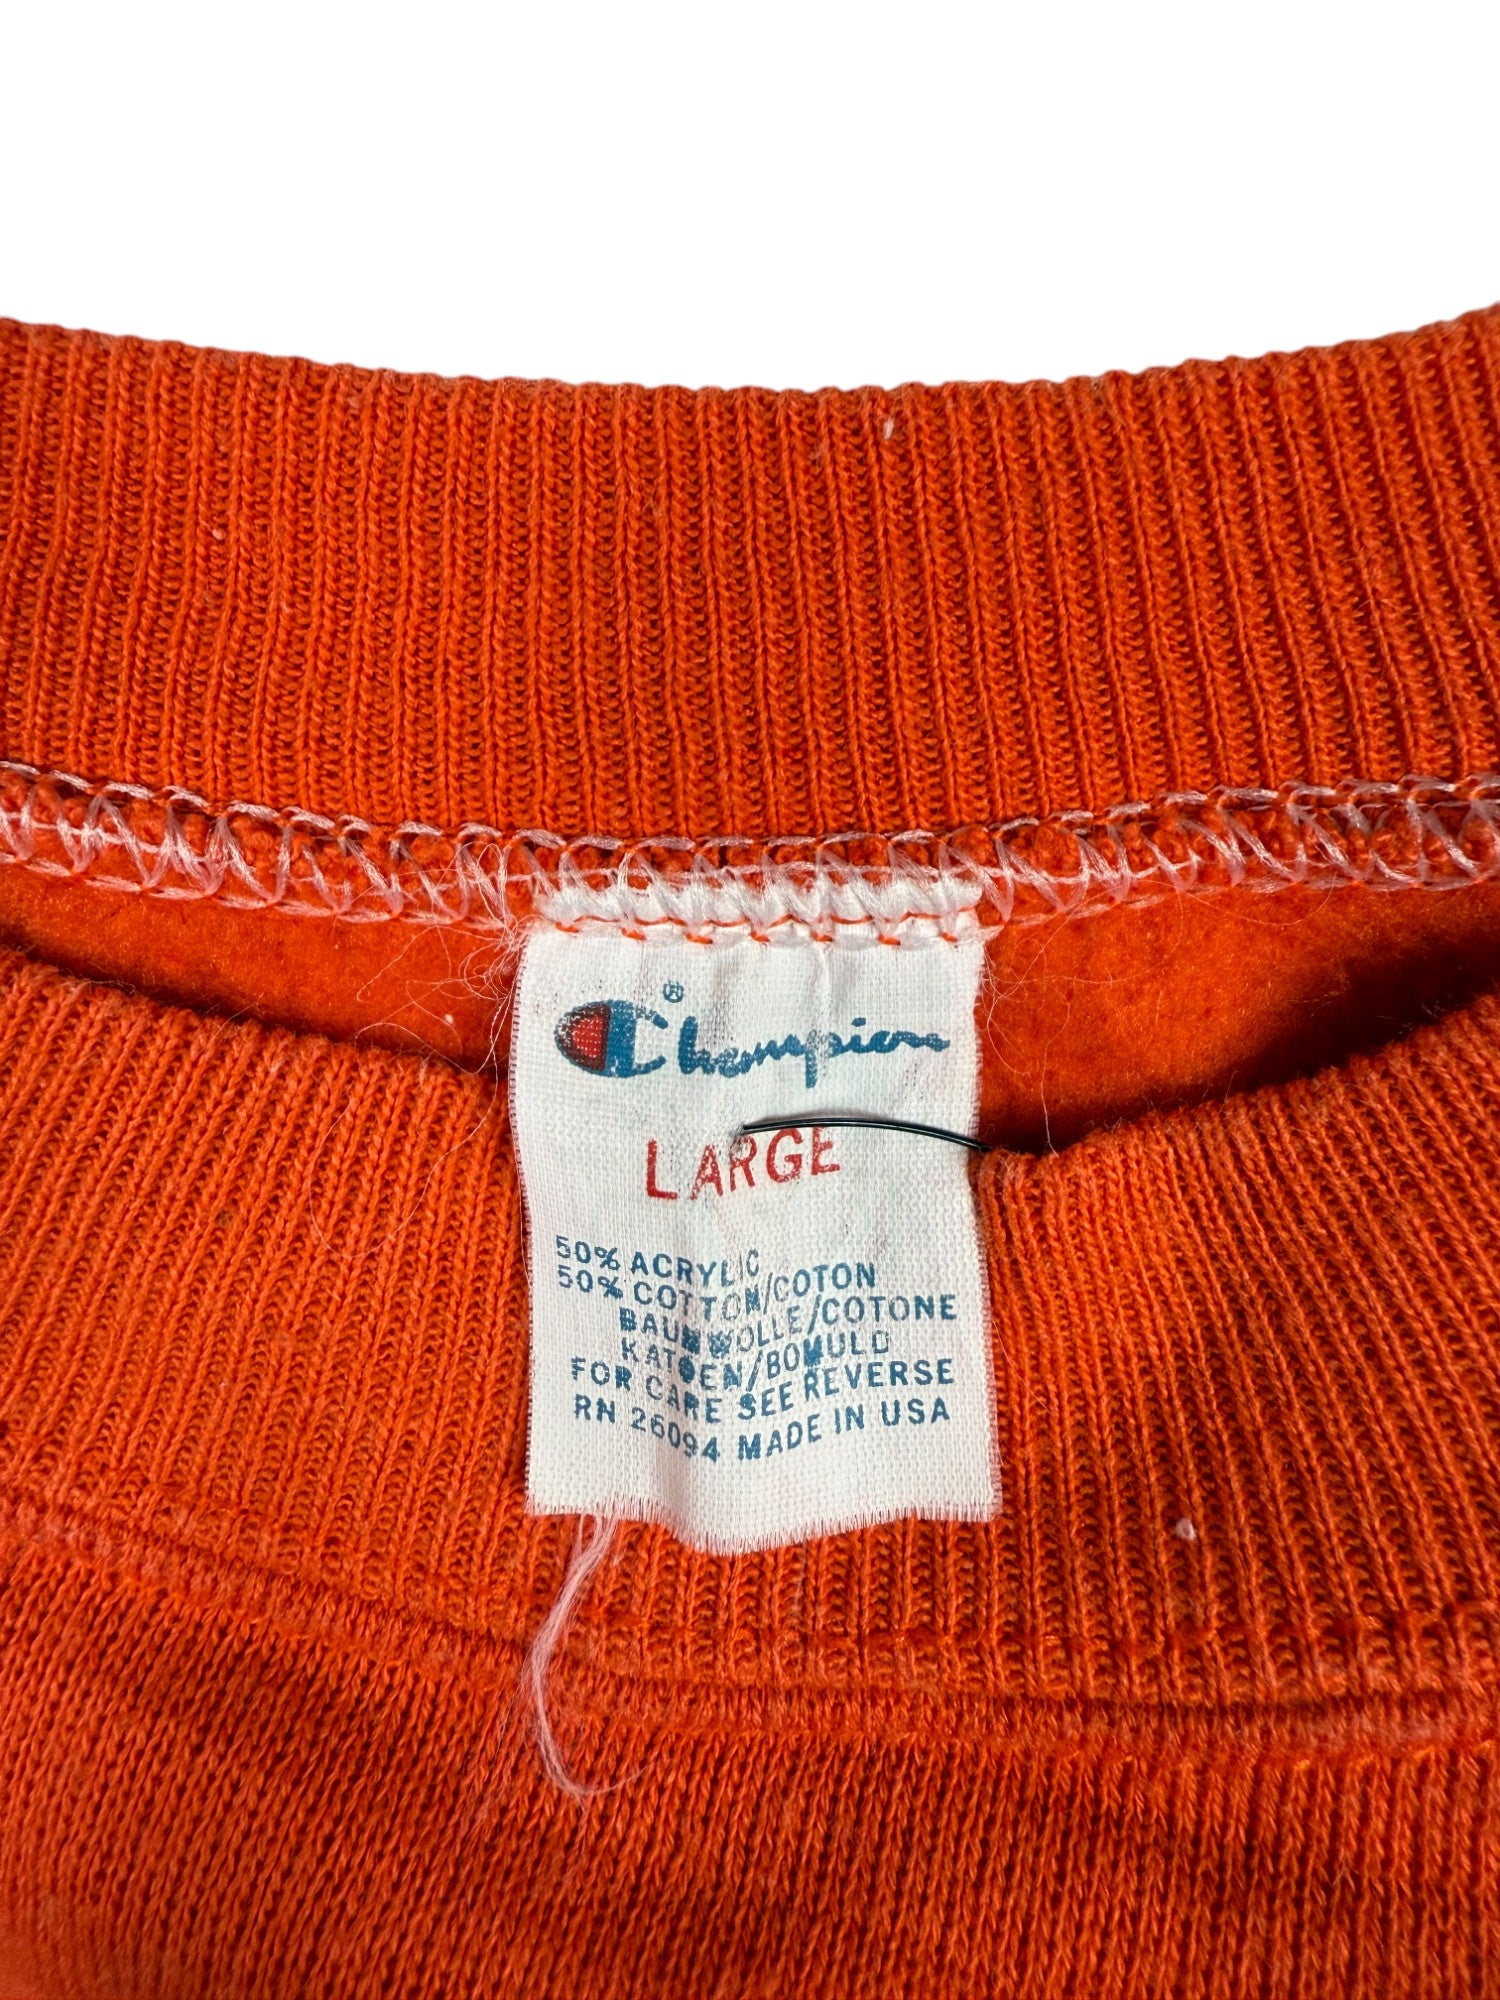 Champion®
LARGE
50% ACRYLIC
50% COTTON/COTON
BAUMWOLLE/COTONE
KATOEN/BOMULD
FOR CARE SEE REVERSE
RN 26094 MADE IN USA